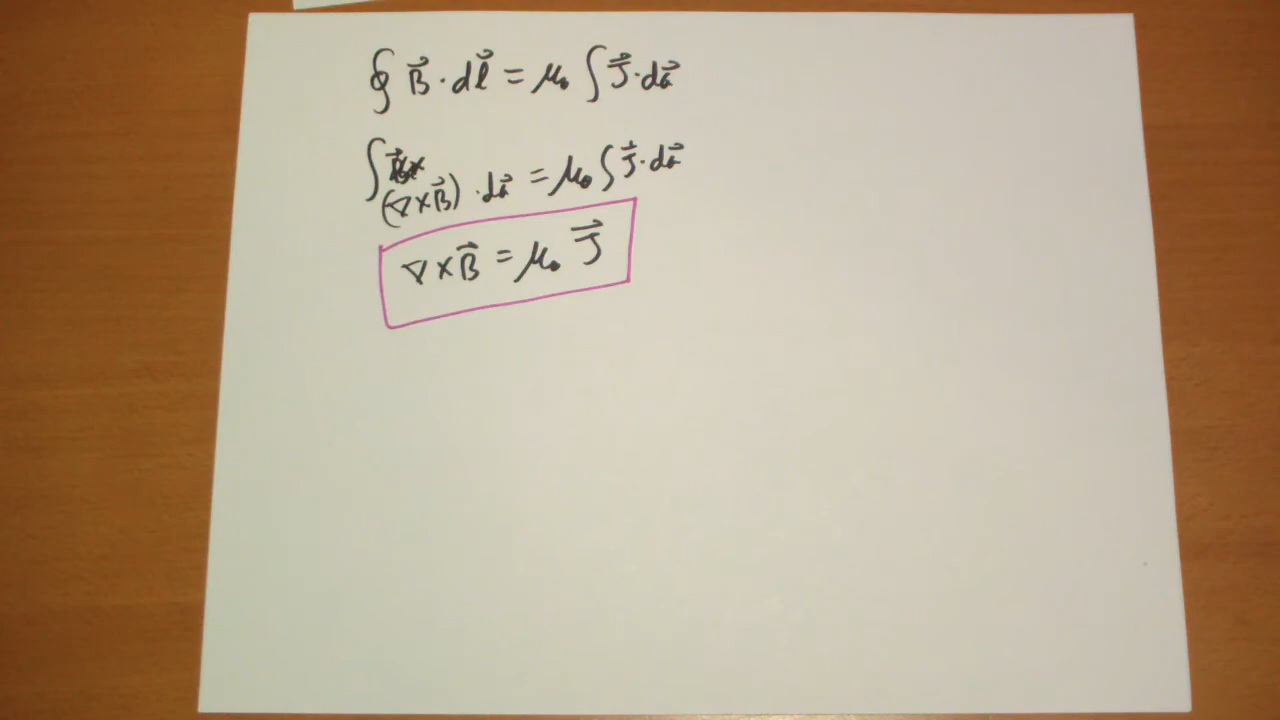 ∮ B⃗ · dl⃗ = μ₀ ∫ J⃗ · da⃗
∫ (∇ × B⃗) · da⃗ = μ₀ ∫ J⃗ · da⃗
∇ × B⃗ = μ₀ J⃗